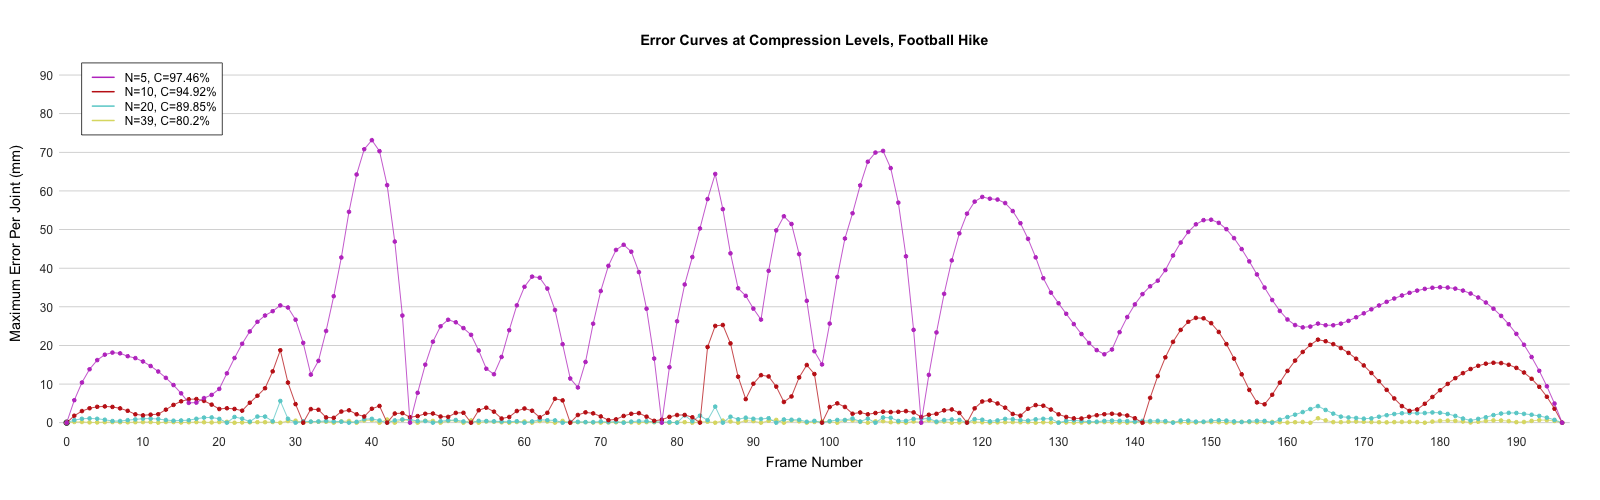 Error Curves at Compression Levels, Football Hike
N=5, C=97.46%
N=10, C=94.92%
N=20, C=89.85%
N=39, C=80.2%
Maximum Error Per Joint (mm)
90
80
70
60
50
40
30
20
10
0
0 10 20 30 40 50 60 70 80 90 100 110 120 130 140 150 160 170 180 190
Frame Number